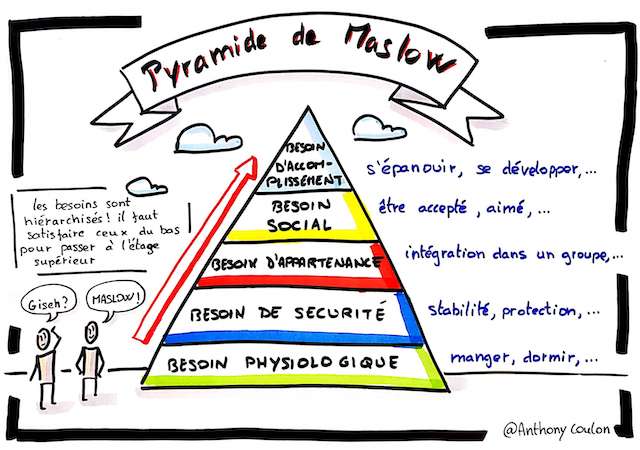 Pyramide de Maslow
BESOIN
D'ACCOM-
PLISSEMENT
s'épanouir, se développer,...
BESOIN
SOCIAL
être accepté, aimé, ...
BESOIN D'APPARTENANCE
intégration dans un groupe,...
BESOIN DE SECURITÉ
stabilité, protection, ...
BESOIN PHYSIOLOGIQUE
manger, dormir, ...
les besoins sont
hiérarchisés! il faut
satisfaire ceux du bas
pour passer à l'étage
supérieur
Giseh?
MASLOW!
@Anthony Coulon